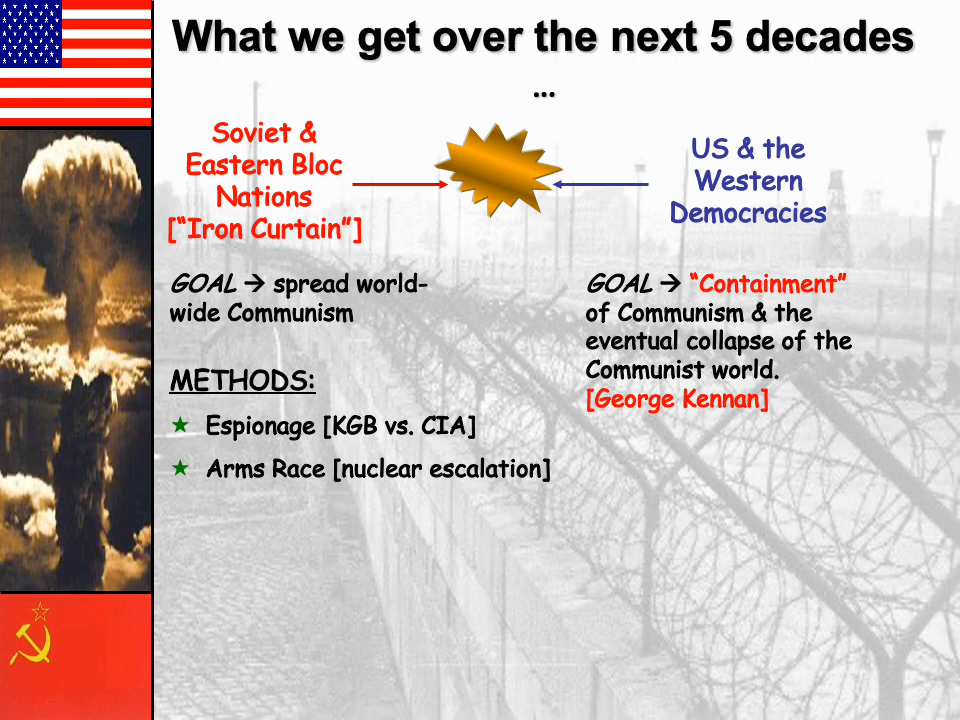 What we get over the next 5 decades
…
Soviet &
Eastern Bloc
Nations
[“Iron Curtain”]
US & the
Western
Democracies
GOAL → spread world-
wide Communism
GOAL → “Containment”
of Communism & the
eventual collapse of the
Communist world.
[George Kennan]
METHODS:
★ Espionage [KGB vs. CIA]
★ Arms Race [nuclear escalation]